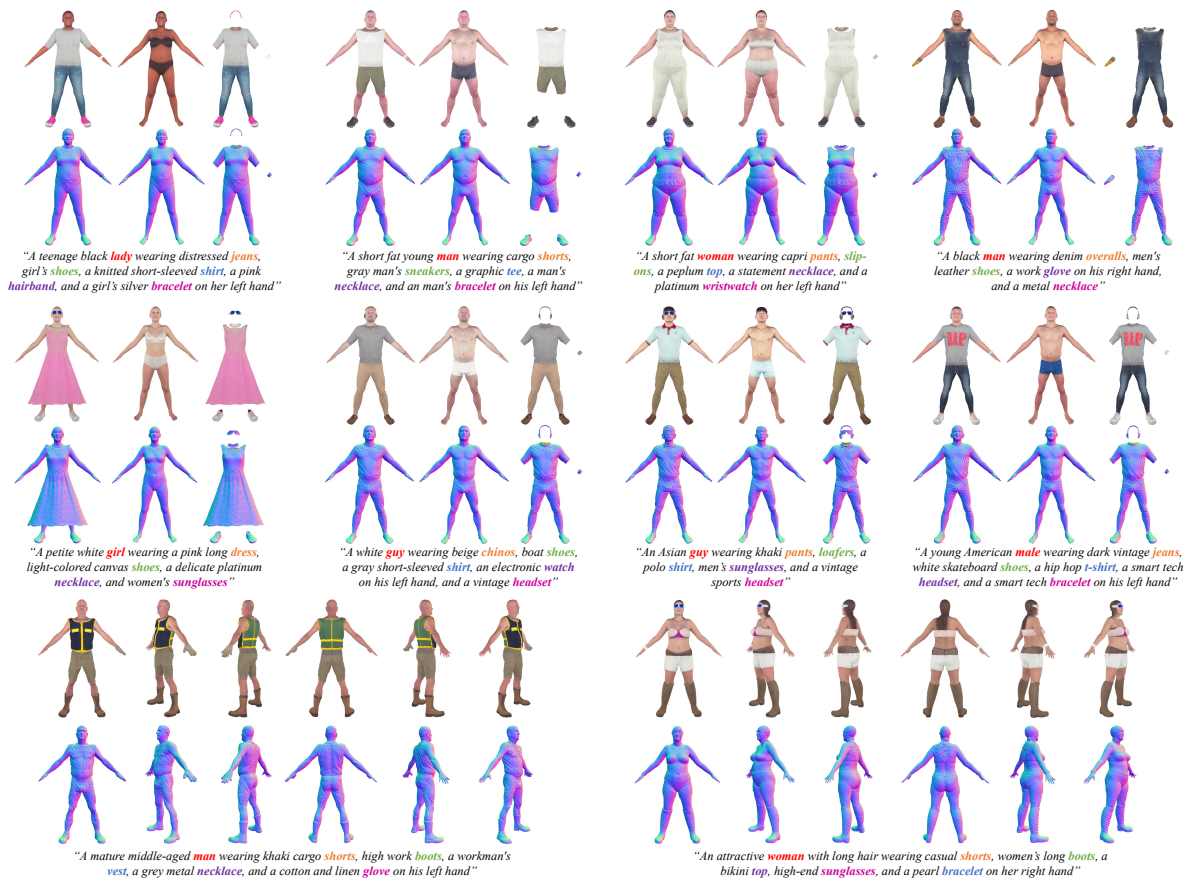 “A teenage black lady wearing distressed jeans,
girl’s shoes, a knitted short-sleeved shirt, a pink
hairband, and a girl’s silver bracelet on her left hand”
“A short fat young man wearing cargo shorts,
gray man's sneakers, a graphic tee, a man's
necklace, and an man's bracelet on his left hand”
“A short fat woman wearing capri pants, slip-
ons, a peplum top, a statement necklace, and a
platinum wristwatch on her left hand”
“A black man wearing denim overalls, men's
leather shoes, a work glove on his right hand,
and a metal necklace”
UP
“A petite white girl wearing a pink long dress,
light-colored canvas shoes, a delicate platinum
necklace, and women's sunglasses”
“A white guy wearing beige chinos, boat shoes,
a gray short-sleeved shirt, an electronic watch
on his left hand, and a vintage headset”
“An Asian guy wearing khaki pants, loafers, a
polo shirt, men’s sunglasses, and a vintage
sports headset”
“A young American male wearing dark vintage jeans,
white skateboard shoes, a hip hop t-shirt, a smart tech
headset, and a smart tech bracelet on his left hand”
“A mature middle-aged man wearing khaki cargo shorts, high work boots, a workman's
vest, a grey metal necklace, and a cotton and linen glove on his left hand”
“An attractive woman with long hair wearing casual shorts, women’s long boots, a
bikini top, high-end sunglasses, and a pearl bracelet on her right hand”